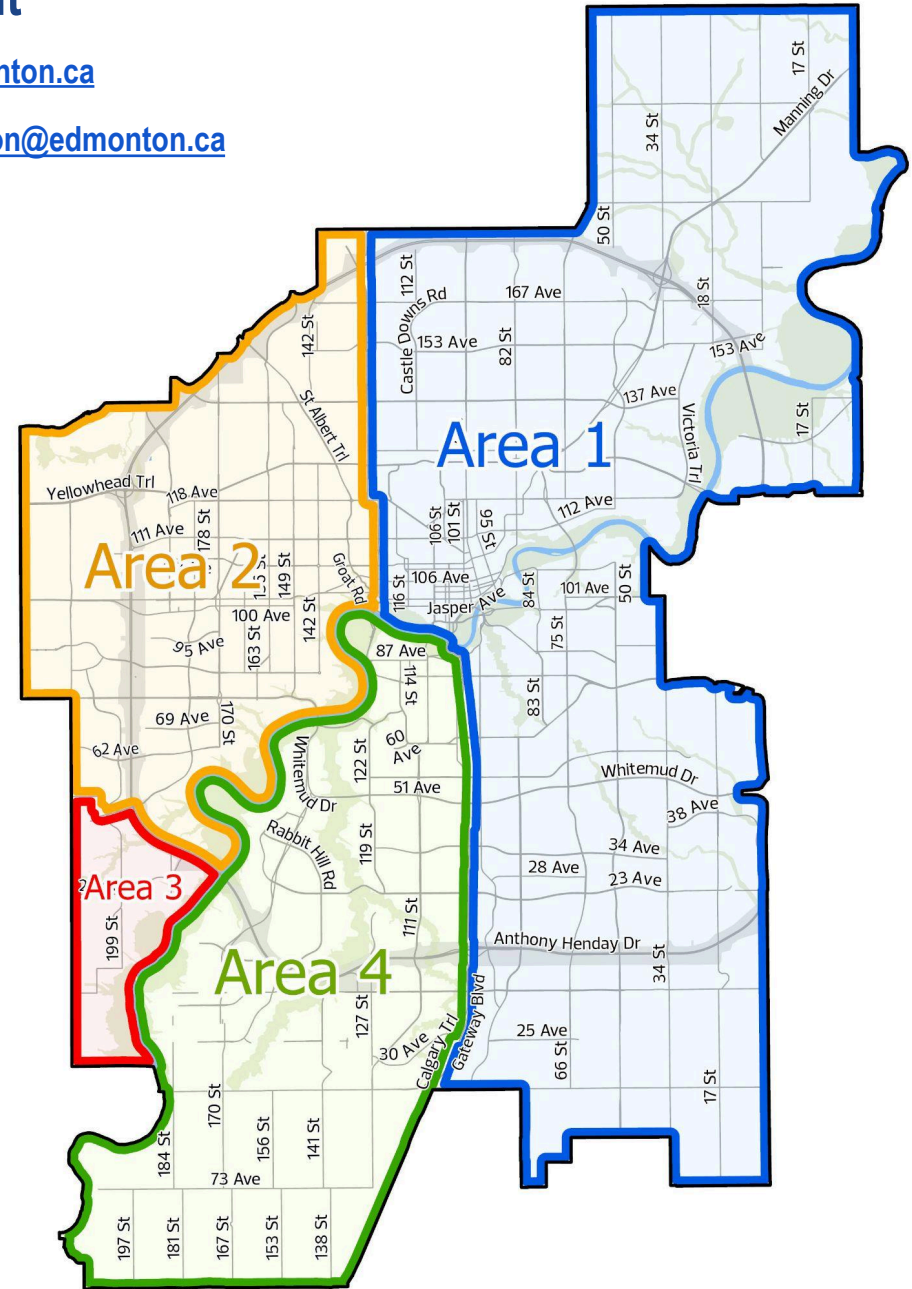 nton.ca
on@edmonton.ca
17 St
Manning Dr
34 St
50 St
112 St
Castle Downs Rd
167 Ave
18 St
142 St
153 Ave
82 St
153 Ave
137 Ave
St Albert Trl
Victoria Trl
17 St
Area 1
Yellowhead Trl
118 Ave
112 Ave
111 Ave
178 St
106 St
101 St
95 St
Area 2
149 St
Groat Rd
116 St
106 Ave
Jasper Ave
84 St
101 Ave
50 St
100 Ave
142 St
75 St
95 Ave
163 St
87 Ave
114 St
83 St
69 Ave
170 St
62 Ave
60 Ave
122 St
Whitemud Dr
51 Ave
Whitemud Dr
38 Ave
Rabbit Hill Rd
119 St
34 Ave
28 Ave
23 Ave
Area 3
199 St
111 St
Anthony Henday Dr
34 St
Area 4
127 St
30 Ave
Calgary Trl
Gateway Blvd
25 Ave
66 St
17 St
170 St
184 St
156 St
141 St
73 Ave
197 St
181 St
167 St
153 St
138 St